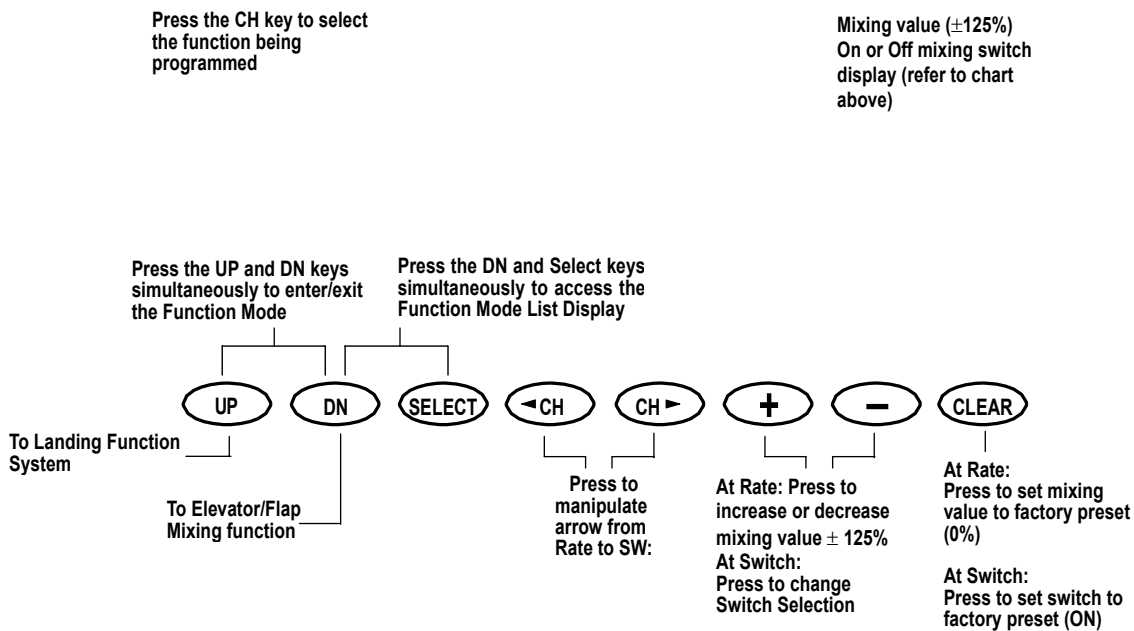 Press the CH key to select
the function being
programmed
Mixing value (±125%)
On or Off mixing switch
display (refer to chart
above)
Press the UP and DN keys
simultaneously to enter/exit
the Function Mode
Press the DN and Select keys
simultaneously to access the
Function Mode List Display
UP
DN
SELECT
◄CH
CH►
+
−
CLEAR
To Landing Function
System
To Elevator/Flap
Mixing function
Press to
manipulate
arrow from
Rate to SW:
At Rate: Press to
increase or decrease
mixing value ± 125%
At Switch:
Press to change
Switch Selection
At Rate:
Press to set mixing
value to factory preset
(0%)
At Switch:
Press to set switch to
factory preset (ON)